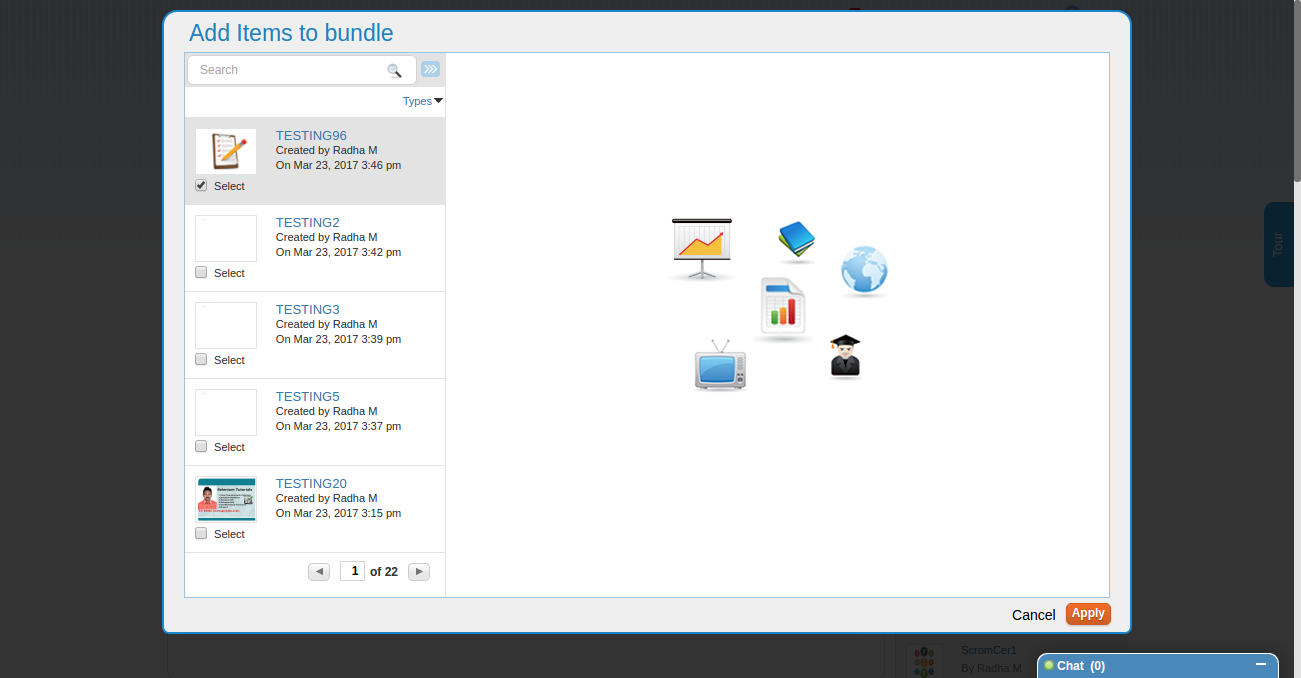 Add Items to bundle
Search
Types
TESTING96
Created by Radha M
On Mar 23, 2017 3:46 pm
Select
TESTING2
Created by Radha M
On Mar 23, 2017 3:42 pm
Select
TESTING3
Created by Radha M
On Mar 23, 2017 3:39 pm
Select
TESTING5
Created by Radha M
On Mar 23, 2017 3:37 pm
Select
TESTING20
Created by Radha M
On Mar 23, 2017 3:15 pm
Select
1 of 22
Cancel Apply
Tour
ScromCer1
By Radha M
Chat (0)